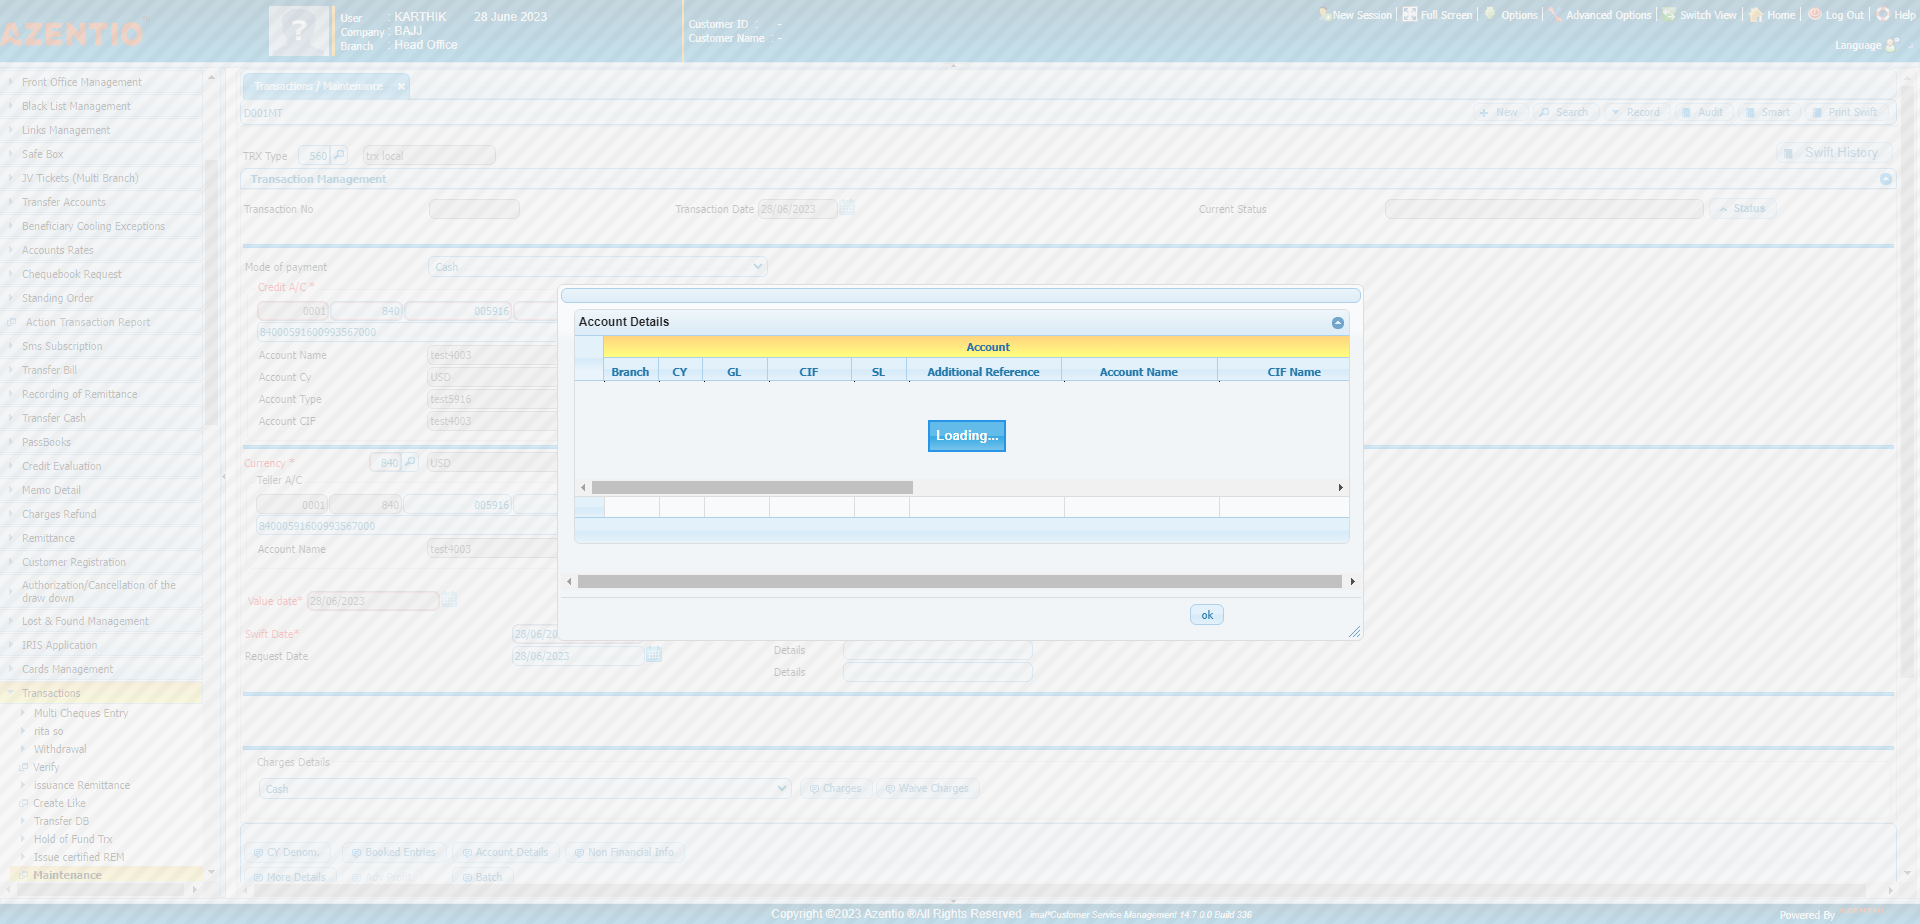 AZENTIO
User : KARTHIK 28 June 2023
Company : BAJJ
Branch : Head Office
Customer ID : -
Customer Name : -
New Session Full Screen Options Advanced Options Switch View Home Log Out Help
Language
Front Office Management
Black List Management
Links Management
Safe Box
JV Tickets (Multi Branch)
Transfer Accounts
Beneficiary Cooling Exceptions
Accounts Rates
Chequebook Request
Standing Order
Action Transaction Report
Sms Subscription
Transfer Bill
Recording of Remittance
Transfer Cash
PassBooks
Credit Evaluation
Memo Detail
Charges Refund
Remittance
Customer Registration
Authorization/Cancellation of the
draw down
Lost & Found Management
IRIS Application
Cards Management
Transactions
Multi Cheques Entry
rita so
Withdrawal
Verify
issuance Remittance
Create Like
Transfer DB
Hold of Fund Trx
Issue certified REM
Maintenance
Transactions / Maintenance
D001MT
New Search Record Audit Smart Print Swift
TRX Type 560 trx local
Swift History
Transaction Management
Transaction No
Transaction Date 28/06/2023
Current Status
Status
Mode of payment Cash
Credit A/C *
0001 840 005916
84000591600993567000
Account Name test4003
Account Cy USD
Account Type test5916
Account CIF test4003
Currency * 840 USD
Teller A/C
0001 840 005916
84000591600993567000
Account Name test4003
Value date* 28/06/2023
Swift Date* 28/06/20
Request Date 28/06/2023
Details
Details
Account Details
Account
Branch CY GL CIF SL Additional Reference Account Name CIF Name
Loading...
ok
Charges Details
Cash Charges Waive Charges
CY Denom. Booked Entries Account Details Non Financial Info
More Details Adv Profit Batch
Copyright ©2023 Azentio ®All Rights Reserved imal*Customer Service Management 14.7.0.0 Build 336
Powered By